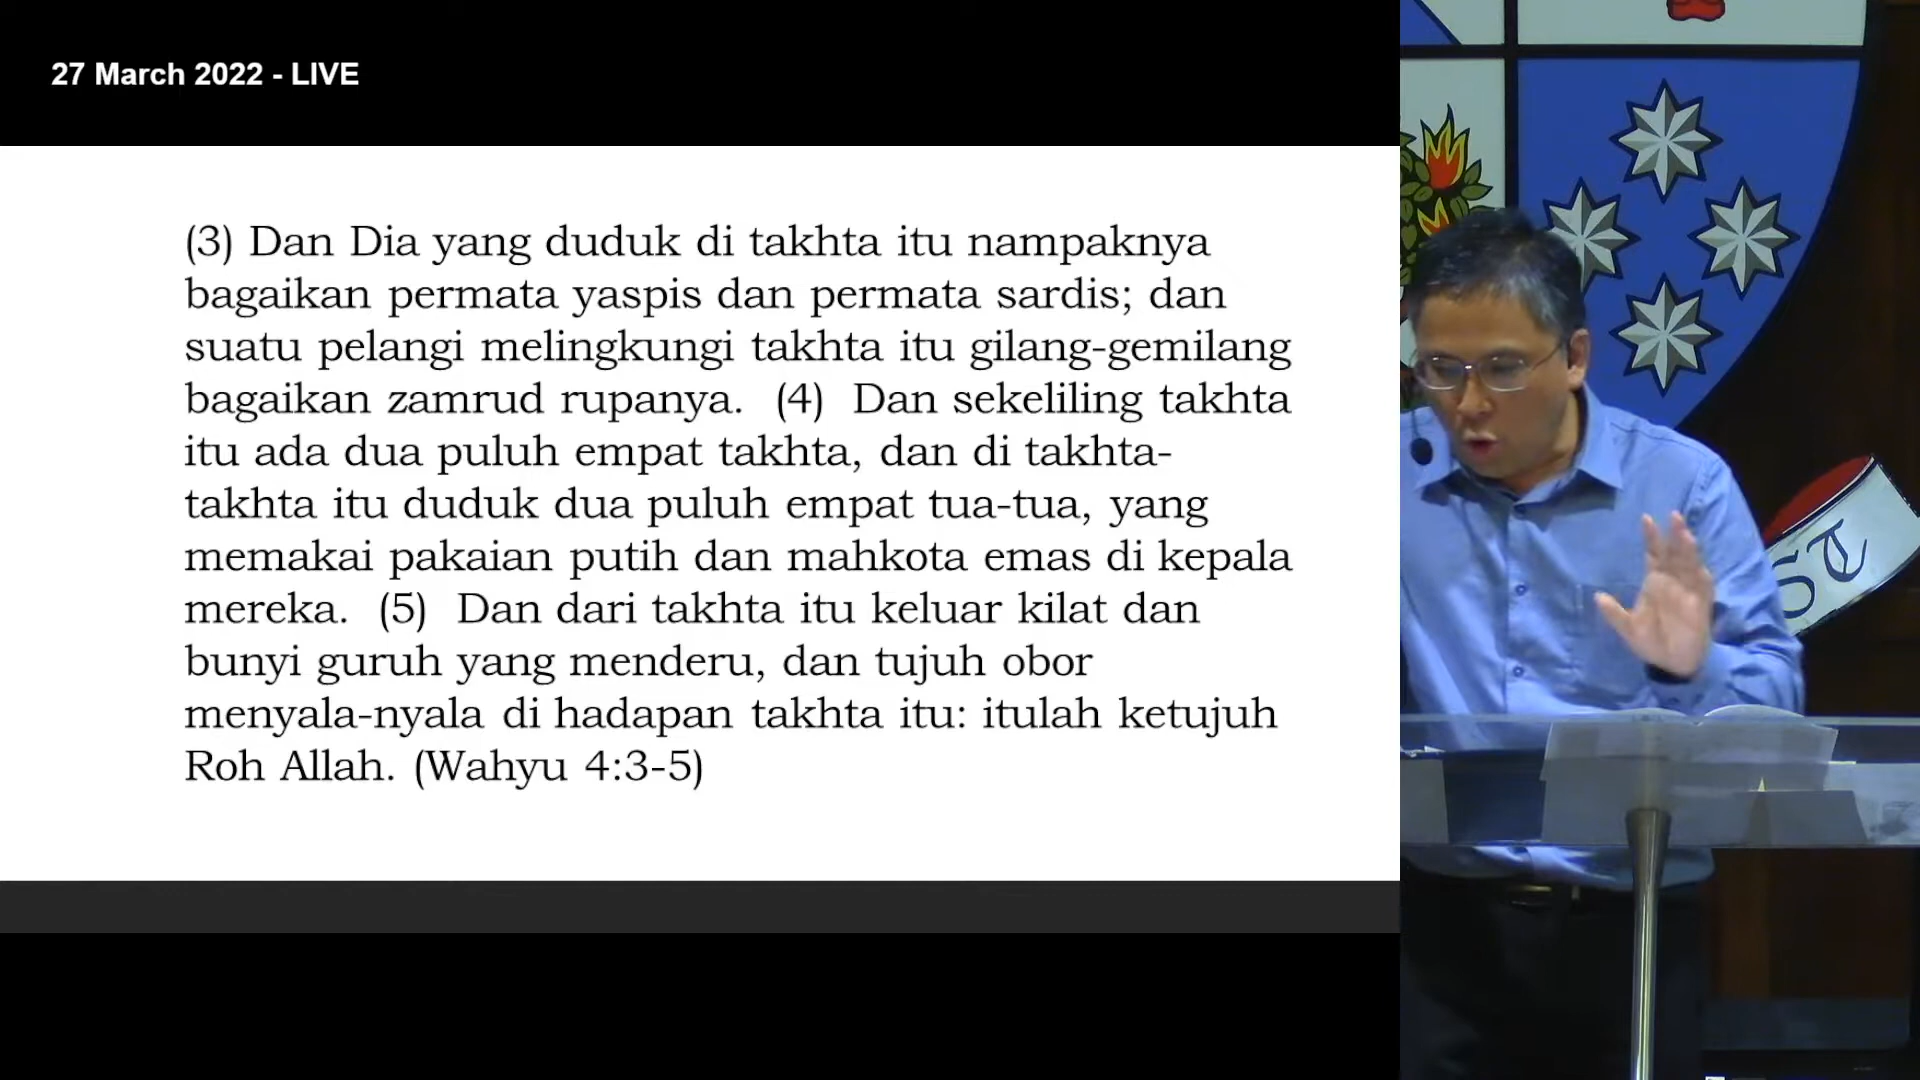 27 March 2022 - LIVE
(3) Dan Dia yang duduk di takhta itu nampaknya
bagaikan permata yaspis dan permata sardis; dan
suatu pelangi melingkungi takhta itu gilang-gemilang
bagaikan zamrud rupanya. (4) Dan sekeliling takhta
itu ada dua puluh empat takhta, dan di takhta-
takhta itu duduk dua puluh empat tua-tua, yang
memakai pakaian putih dan mahkota emas di kepala
mereka. (5) Dan dari takhta itu keluar kilat dan
bunyi guruh yang menderu, dan tujuh obor
menyala-nyala di hadapan takhta itu: itulah ketujuh
Roh Allah. (Wahyu 4:3-5)
ST